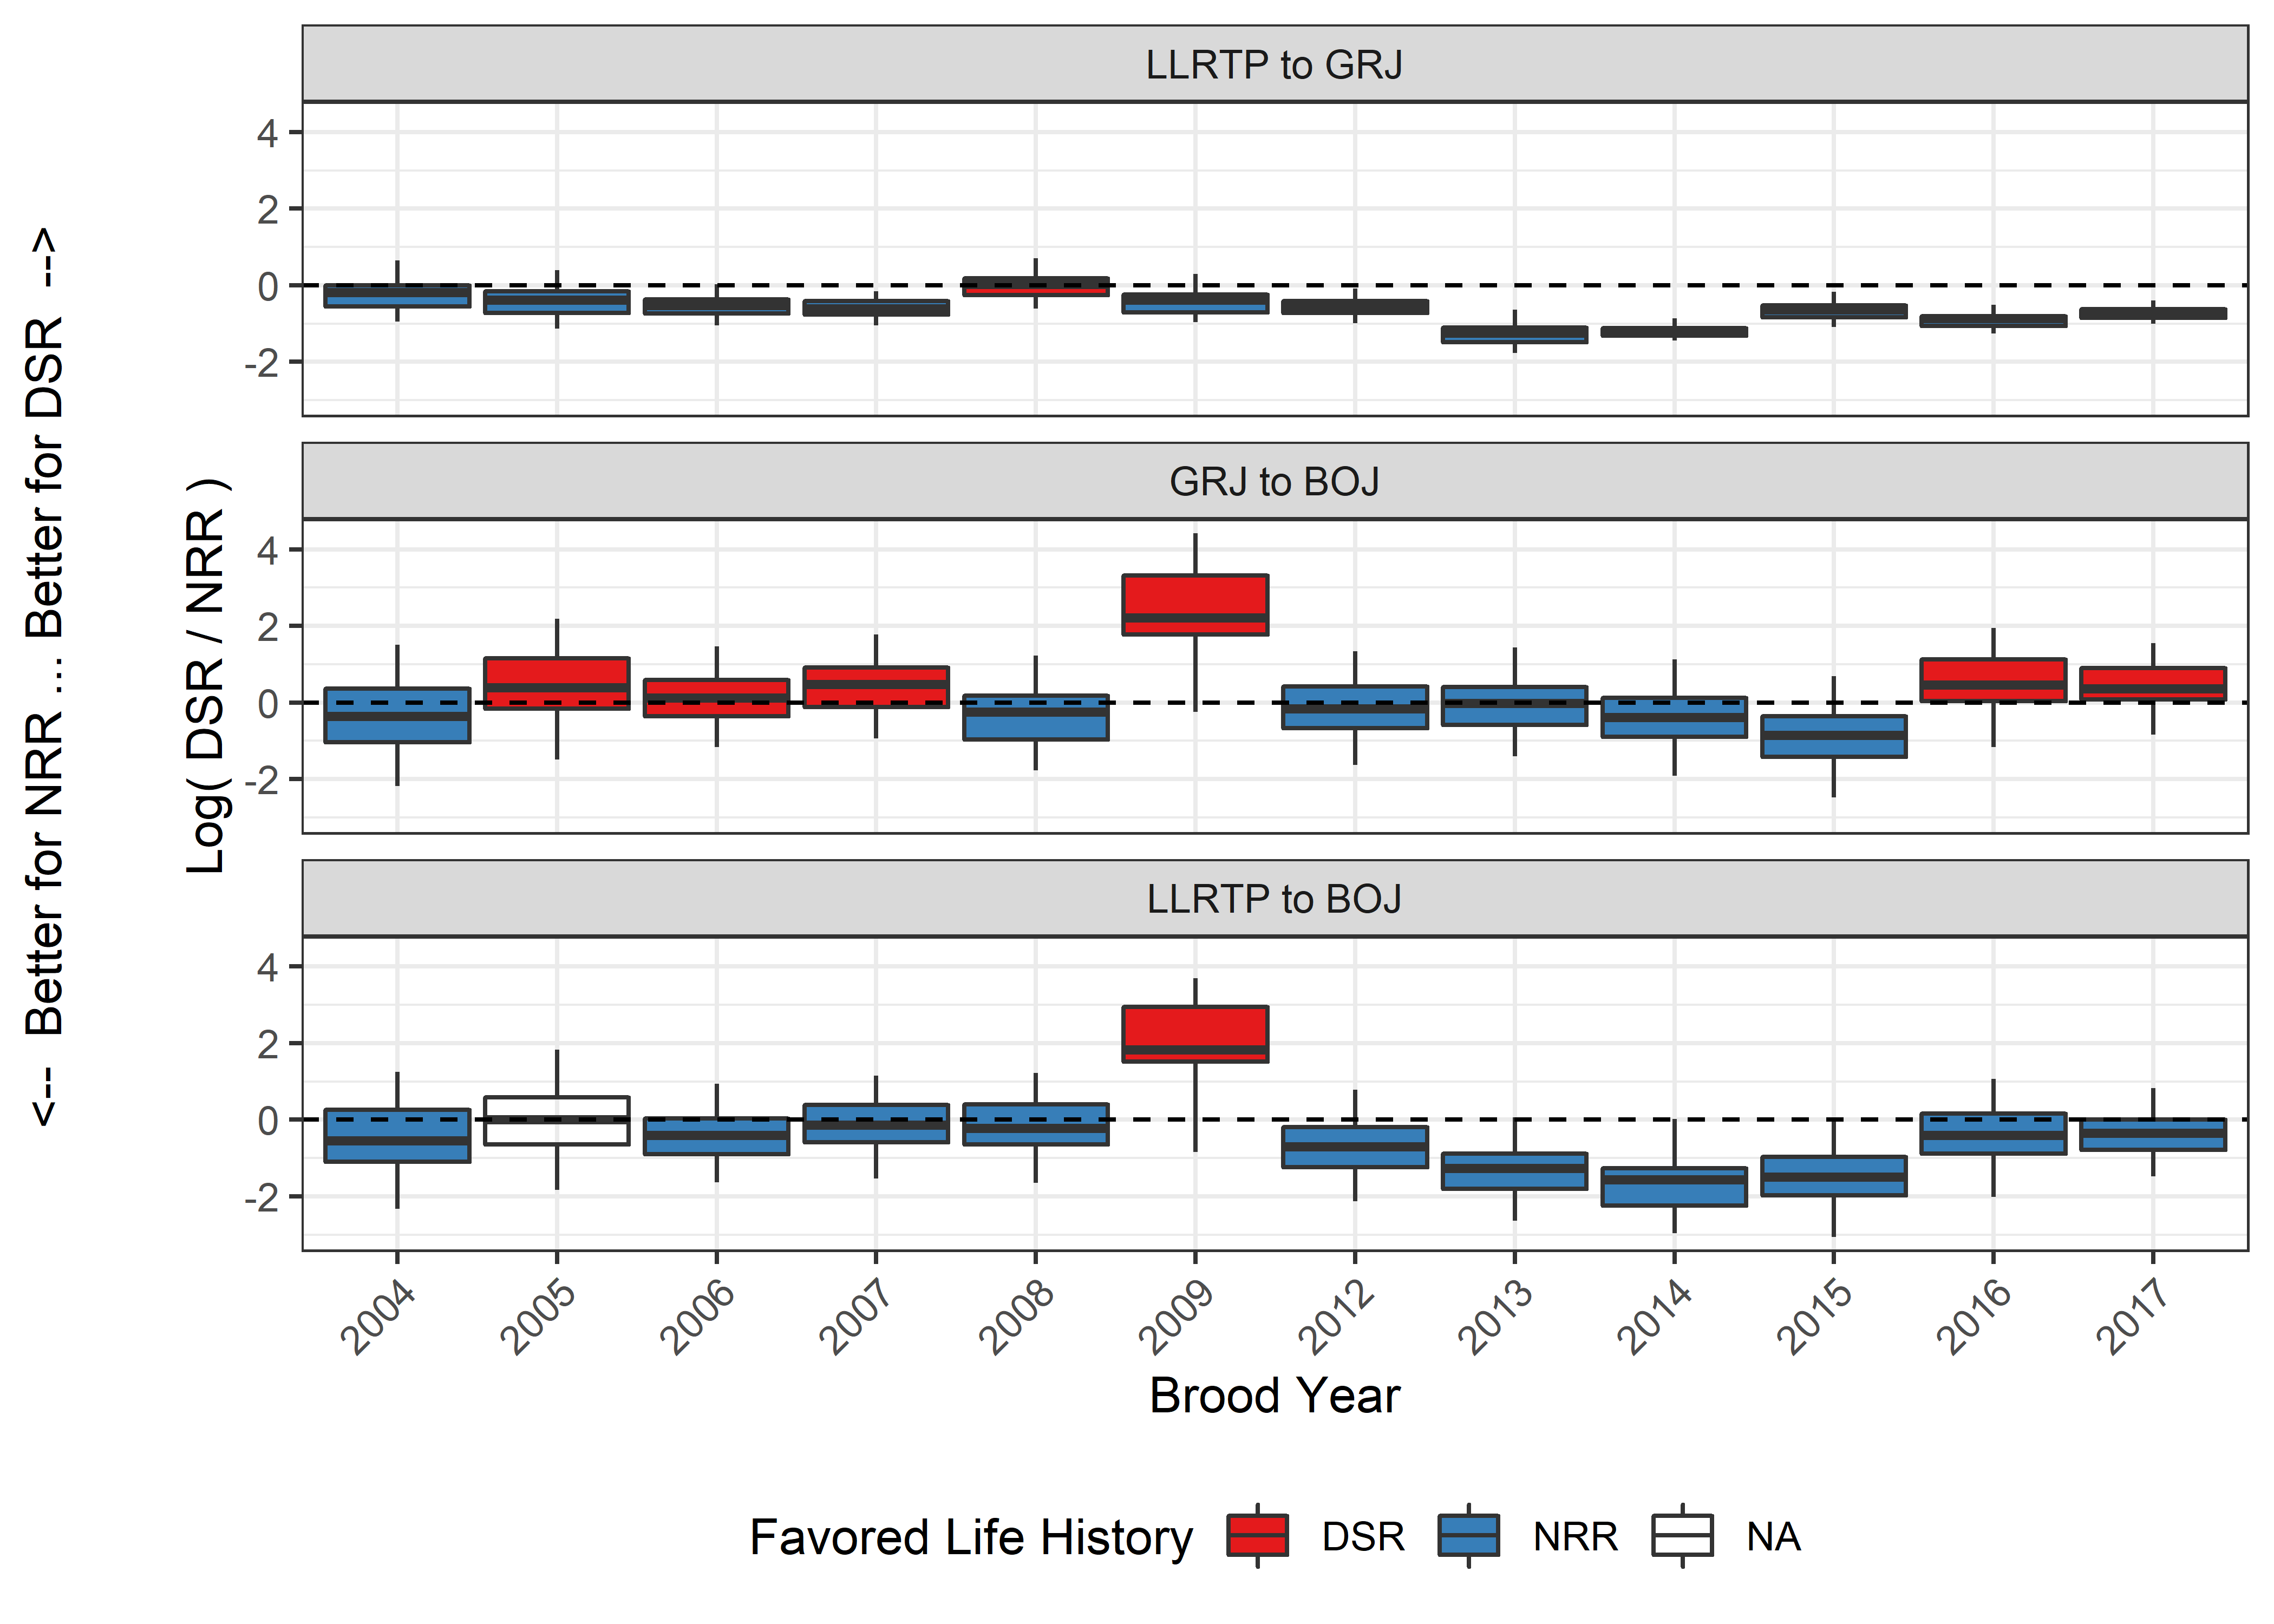 <-- Better for NRR ... Better for DSR -->
Log( DSR / NRR )
LLRTP to GRJ
4
2
0
-2
GRJ to BOJ
4
2
0
-2
LLRTP to BOJ
4
2
0
-2
2004 2005 2006 2007 2008 2009 2012 2013 2014 2015 2016 2017
Brood Year
Favored Life History DSR NRR NA